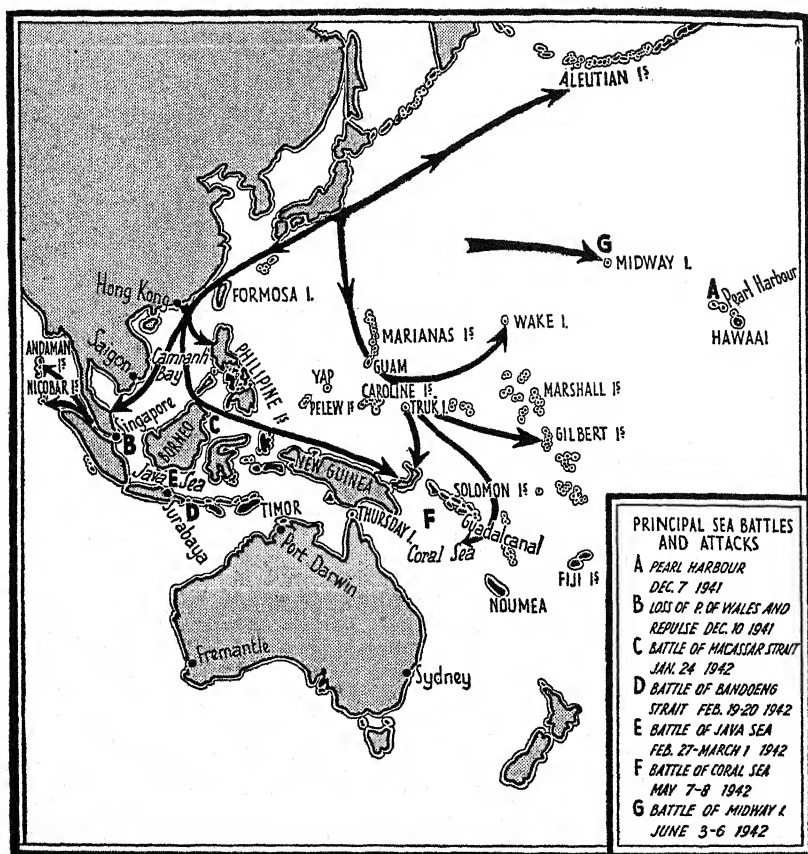 ALEUTIAN Is
G
MIDWAY I.
A
Pearl Harbour
HAWAAI
Hong Kong
FORMOSA I.
MARIANAS Is
WAKE I.
GUAM
ANDAMAN
Is
Saigon
Camranh
Bay
PHILIPINE Is
YAP
CAROLINE Is
PELEW Is
TRUK I.
MARSHALL Is
NICOBAR Is
Singapore
B
BORNEO
C
GILBERT Is
Java Sea
E
D
Surabaya
NEW GUINEA
SOLOMON Is
TIMOR
THURSDAY I.
F
Guadalcanal
Coral Sea
Port Darwin
NOUMEA
FIJI Is
Fremantle
Sydney
PRINCIPAL SEA BATTLES
AND ATTACKS
A PEARL HARBOUR
DEC. 7 1941
B LOSS OF P. OF WALES AND
REPULSE DEC. 10 1941
C BATTLE OF MACASSAR STRAIT
JAN. 24 1942
D BATTLE OF BANDOENG
STRAIT FEB. 19-20 1942
E BATTLE OF JAVA SEA
FEB. 27-MARCH 1 1942
F BATTLE OF CORAL SEA
MAY 7-8 1942
G BATTLE OF MIDWAY I.
JUNE 3-6 1942